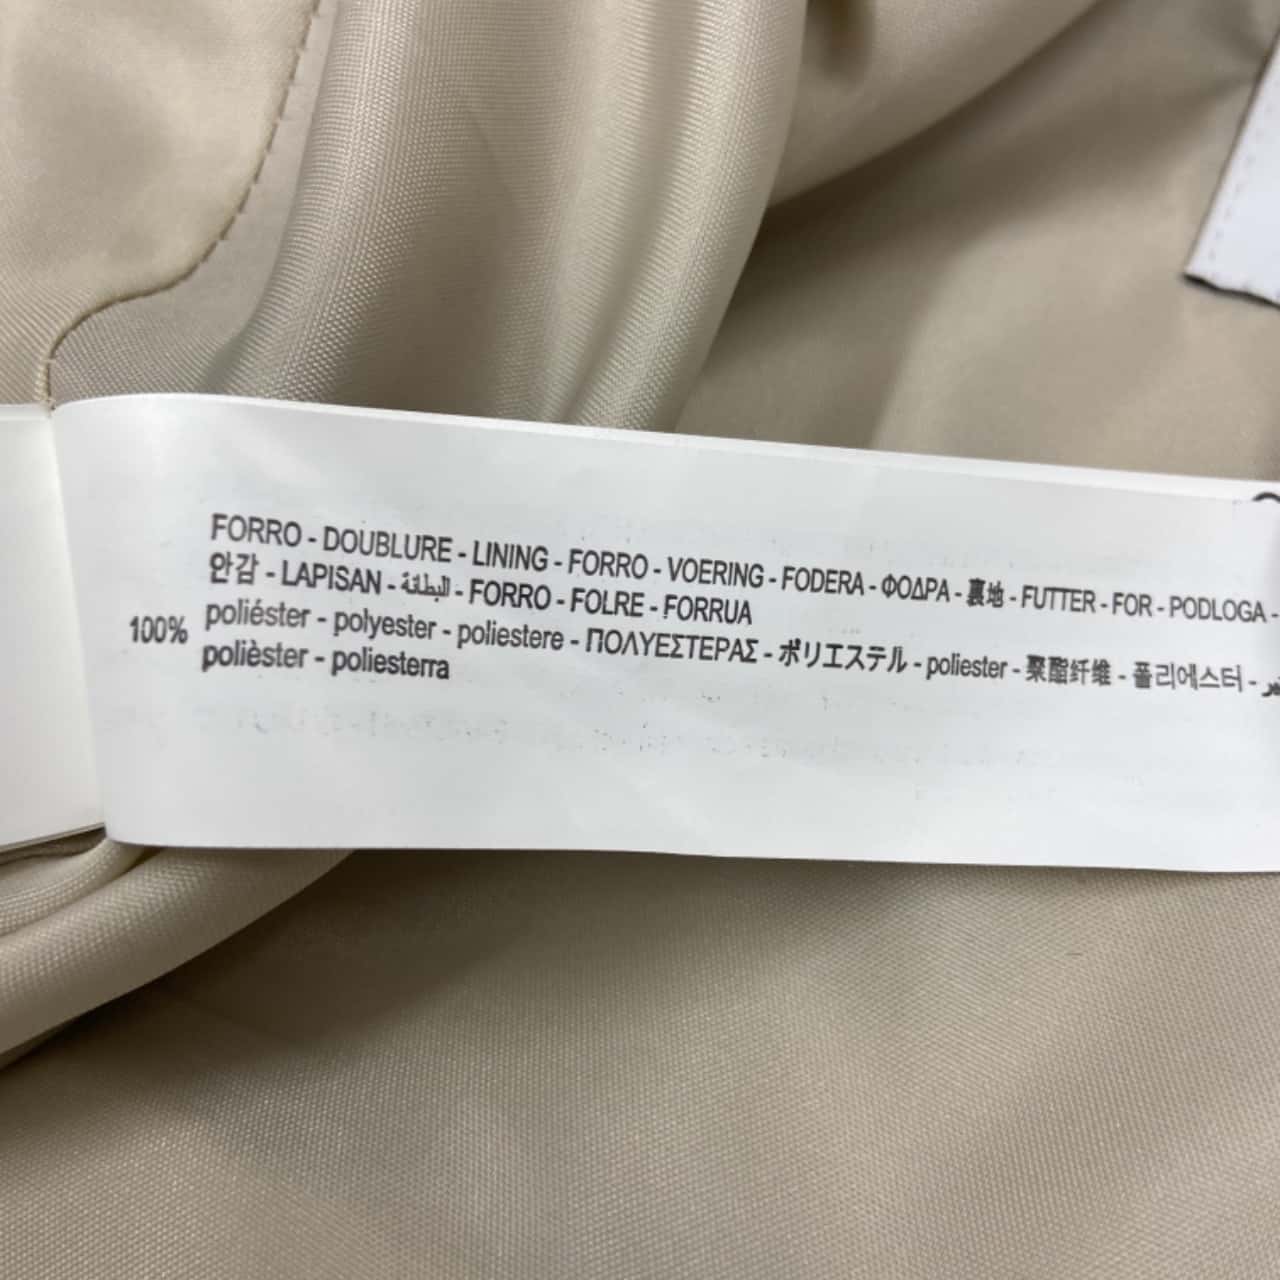 FORRO - DOUBLURE - LINING - FORRO - VOERING - FODERA - ΦΟΔΡΑ - 裏地 - FUTTER - FOR - PODLOGA -
안감 - LAPISAN - البطانة - FORRO - FOLRE - FORRUA
100% poliéster - polyester - poliestere - ΠΟΛΥΕΣΤΕΡΑΣ - ポリエステル - poliester - 聚酯纤维 - 폴리에스터 -
polièster - poliesterra